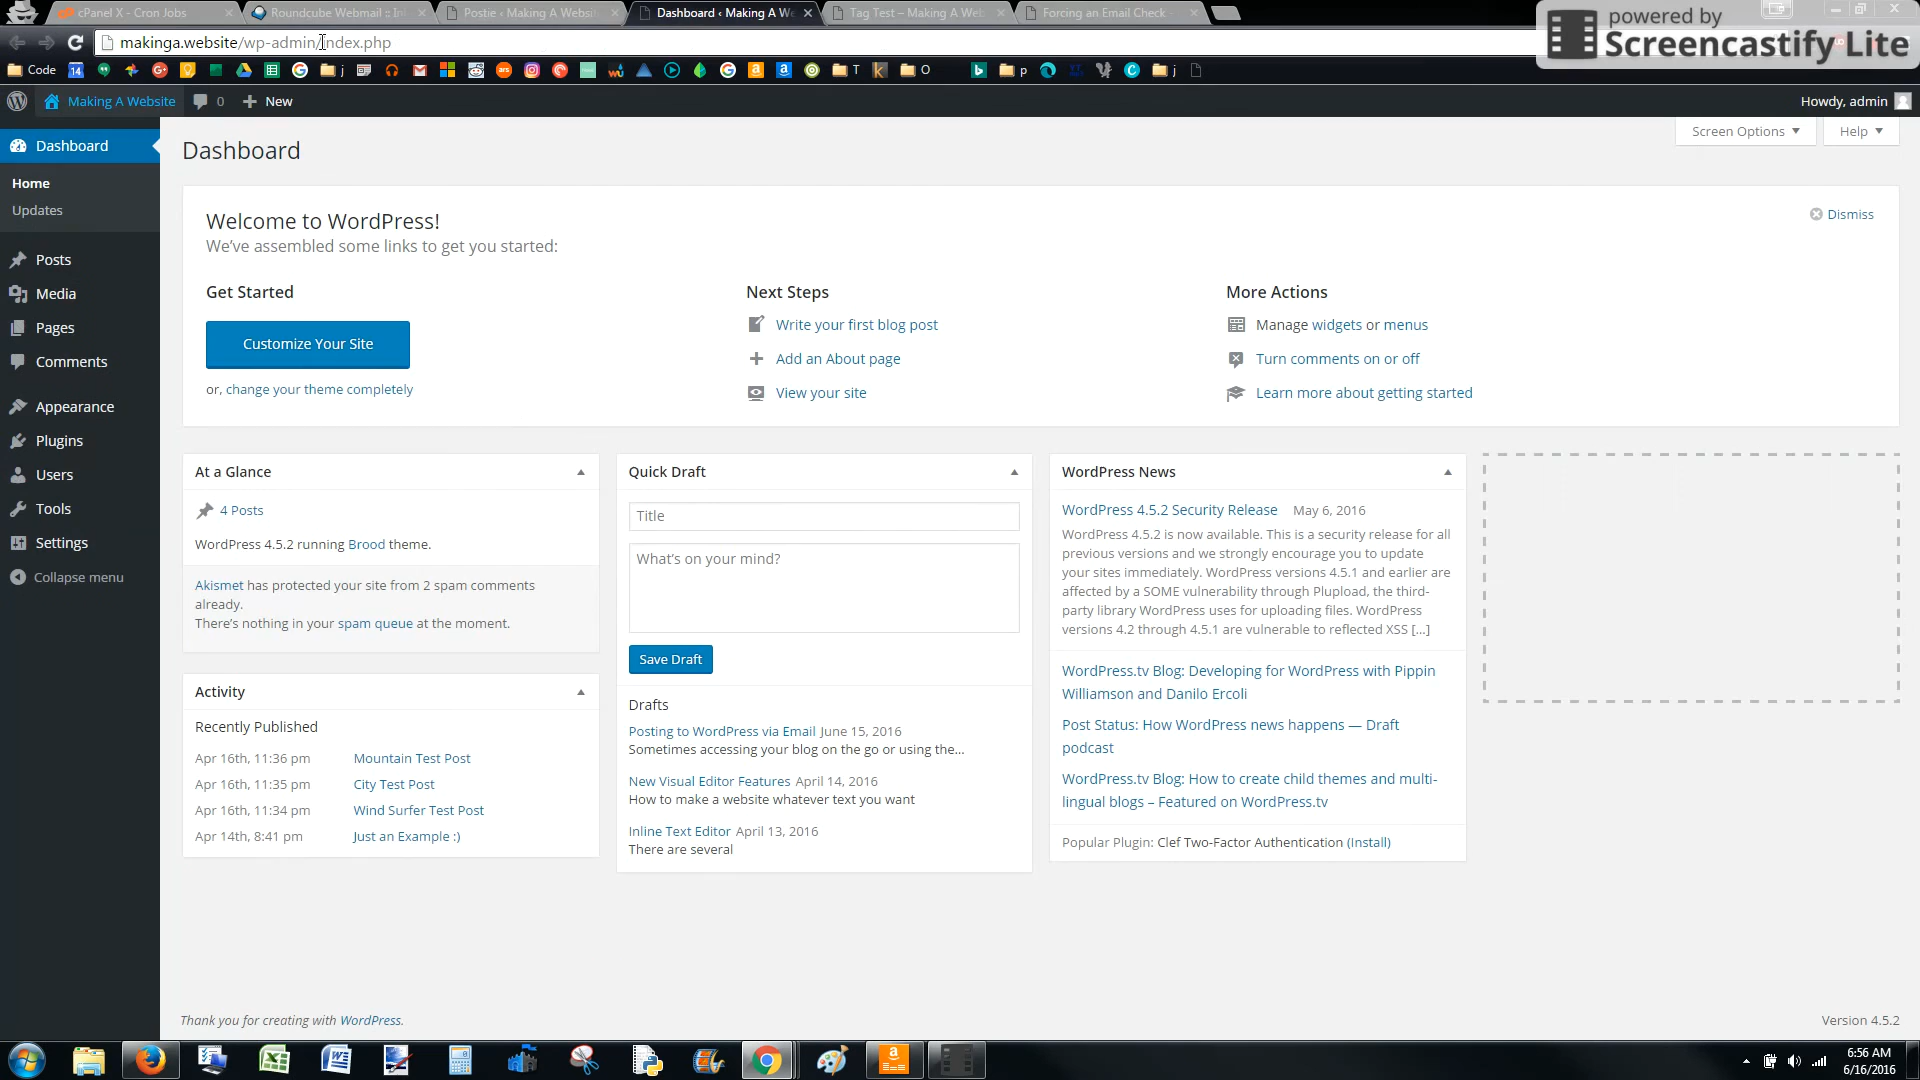 cPanel X - Cron Jobs
Roundcube Webmail :: In
Postie ‹ Making A Website
Dashboard ‹ Making A We
Tag Test – Making A Web
Forcing an Email Check
powered by
Screencastify Lite
makinga.website/wp-admin/index.php
Code
14
j
T
O
p
j
Making A Website
0
New
Howdy, admin
Dashboard
Home
Updates
Posts
Media
Pages
Comments
Appearance
Plugins
Users
Tools
Settings
Collapse menu
Screen Options
Help
Dashboard
Welcome to WordPress!
We've assembled some links to get you started:
Dismiss
Get Started
Customize Your Site
or, change your theme completely
Next Steps
Write your first blog post
Add an About page
View your site
More Actions
Manage widgets or menus
Turn comments on or off
Learn more about getting started
At a Glance
4 Posts
WordPress 4.5.2 running Brood theme.
Akismet has protected your site from 2 spam comments
already.
There's nothing in your spam queue at the moment.
Activity
Recently Published
Apr 16th, 11:36 pm Mountain Test Post
Apr 16th, 11:35 pm City Test Post
Apr 16th, 11:34 pm Wind Surfer Test Post
Apr 14th, 8:41 pm Just an Example :)
Quick Draft
Title
What's on your mind?
Save Draft
Drafts
Posting to WordPress via Email June 15, 2016
Sometimes accessing your blog on the go or using the…
New Visual Editor Features April 14, 2016
How to make a website whatever text you want
Inline Text Editor April 13, 2016
There are several
WordPress News
WordPress 4.5.2 Security Release May 6, 2016
WordPress 4.5.2 is now available. This is a security release for all
previous versions and we strongly encourage you to update
your sites immediately. WordPress versions 4.5.1 and earlier are
affected by a SOME vulnerability through Plupload, the third-
party library WordPress uses for uploading files. WordPress
versions 4.2 through 4.5.1 are vulnerable to reflected XSS […]
WordPress.tv Blog: Developing for WordPress with Pippin
Williamson and Danilo Ercoli
Post Status: How WordPress news happens — Draft
podcast
WordPress.tv Blog: How to create child themes and multi-
lingual blogs – Featured on WordPress.tv
Popular Plugin: Clef Two-Factor Authentication (Install)
Thank you for creating with WordPress.
Version 4.5.2
6:56 AM
6/16/2016